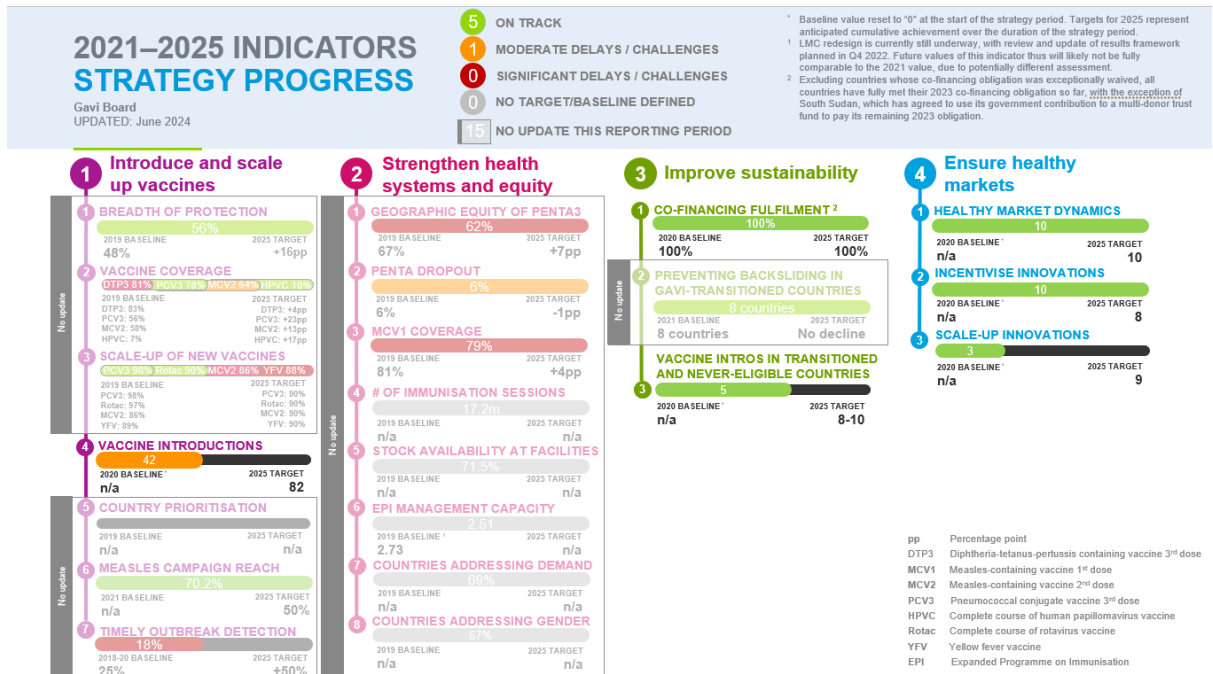 2021–2025 INDICATORS
STRATEGY PROGRESS
Gavi Board
UPDATED: June 2024
5 ON TRACK
1 MODERATE DELAYS / CHALLENGES
0 SIGNIFICANT DELAYS / CHALLENGES
0 NO TARGET/BASELINE DEFINED
15 NO UPDATE THIS REPORTING PERIOD
* Baseline value reset to "0" at the start of the strategy period. Targets for 2025 represent
anticipated cumulative achievement over the duration of the strategy period.
1 LMC redesign is currently still underway, with review and update of results framework
planned in Q4 2022. Future values of this indicator thus will likely not be fully
comparable to the 2021 value, due to potentially different assessment.
2 Excluding countries whose co-financing obligation was exceptionally waived, all
countries have fully met their 2023 co-financing obligation so far, with the exception of
South Sudan, which has agreed to use its government contribution to a multi-donor trust
fund to pay its remaining 2023 obligation.
1 Introduce and scale
up vaccines
No update
1 BREADTH OF PROTECTION
56%
2019 BASELINE 2025 TARGET
48% +16pp
2 VACCINE COVERAGE
DTP3 81% PCV3 70% MCV2 64% HPVC 16%
2019 BASELINE 2025 TARGET
DTP3: 83% DTP3: +4pp
PCV3: 56% PCV3: +23pp
MCV2: 58% MCV2: +13pp
HPVC: 7% HPVC: +17pp
3 SCALE-UP OF NEW VACCINES
PCV3 98% Rotac 90% MCV2 86% YFV 88%
2019 BASELINE 2025 TARGET
PCV3: 98% PCV3: 90%
Rotac: 97% Rotac: 90%
MCV2: 86% MCV2: 90%
YFV: 89% YFV: 90%
4 VACCINE INTRODUCTIONS
42
2020 BASELINE * 2025 TARGET
n/a 82
No update
5 COUNTRY PRIORITISATION
2019 BASELINE 2025 TARGET
n/a n/a
6 MEASLES CAMPAIGN REACH
70.2%
2021 BASELINE 2025 TARGET
n/a 50%
7 TIMELY OUTBREAK DETECTION
18%
2018-20 BASELINE 2025 TARGET
25% +50%
2 Strengthen health
systems and equity
No update
1 GEOGRAPHIC EQUITY OF PENTA3
62%
2019 BASELINE 2025 TARGET
67% +7pp
2 PENTA DROPOUT
6%
2019 BASELINE 2025 TARGET
6% -1pp
3 MCV1 COVERAGE
79%
2019 BASELINE 2025 TARGET
81% +4pp
4 # OF IMMUNISATION SESSIONS
17.2m
2019 BASELINE 2025 TARGET
n/a n/a
5 STOCK AVAILABILITY AT FACILITIES
71.5%
2019 BASELINE 2025 TARGET
n/a n/a
6 EPI MANAGEMENT CAPACITY
2.51
2019 BASELINE 1 2025 TARGET
2.73 n/a
7 COUNTRIES ADDRESSING DEMAND
69%
2019 BASELINE 2025 TARGET
n/a n/a
8 COUNTRIES ADDRESSING GENDER
67%
2019 BASELINE 2025 TARGET
n/a n/a
3 Improve sustainability
1 CO-FINANCING FULFILMENT 2
100%
2020 BASELINE 2025 TARGET
100% 100%
No update
2 PREVENTING BACKSLIDING IN
GAVI-TRANSITIONED COUNTRIES
8 countries
2021 BASELINE 2025 TARGET
8 countries No decline
VACCINE INTROS IN TRANSITIONED
AND NEVER-ELIGIBLE COUNTRIES
3 5
2020 BASELINE * 2025 TARGET
n/a 8-10
4 Ensure healthy
markets
1 HEALTHY MARKET DYNAMICS
10
2020 BASELINE * 2025 TARGET
n/a 10
2 INCENTIVISE INNOVATIONS
10
2020 BASELINE * 2025 TARGET
n/a 8
3 SCALE-UP INNOVATIONS
3
2020 BASELINE * 2025 TARGET
n/a 9
pp Percentage point
DTP3 Diphtheria-tetanus-pertussis containing vaccine 3rd dose
MCV1 Measles-containing vaccine 1st dose
MCV2 Measles-containing vaccine 2nd dose
PCV3 Pneumococcal conjugate vaccine 3rd dose
HPVC Complete course of human papillomavirus vaccine
Rotac Complete course of rotavirus vaccine
YFV Yellow fever vaccine
EPI Expanded Programme on Immunisation